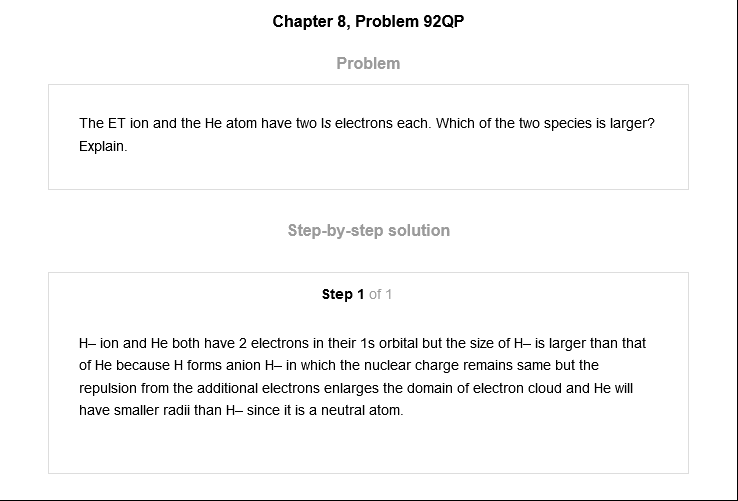 Chapter 8, Problem 92QP
Problem
The ET ion and the He atom have two ls electrons each. Which of the two species is larger?
Explain.
Step-by-step solution
Step 1 of 1
H– ion and He both have 2 electrons in their 1s orbital but the size of H– is larger than that
of He because H forms anion H– in which the nuclear charge remains same but the
repulsion from the additional electrons enlarges the domain of electron cloud and He will
have smaller radii than H– since it is a neutral atom.